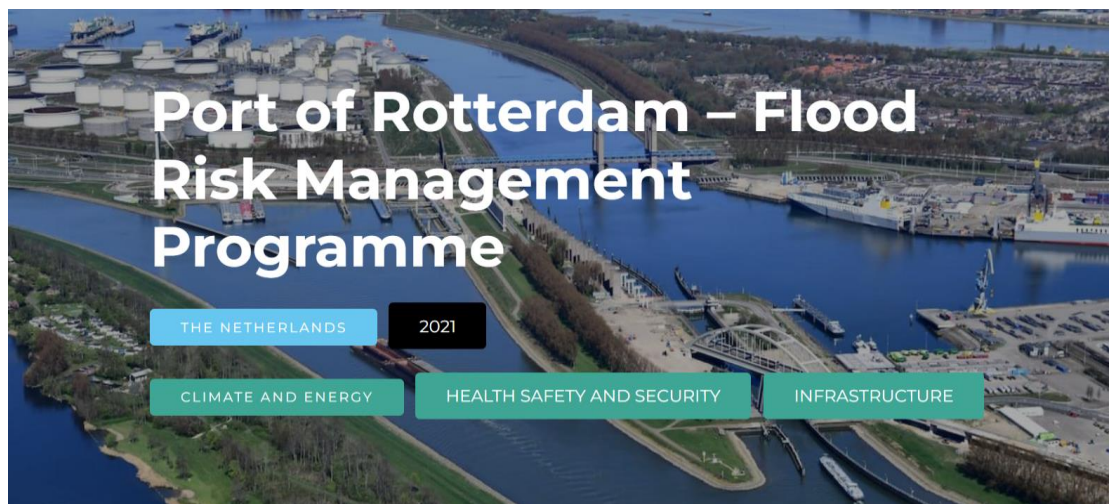 Port of Rotterdam – Flood
Risk Management
Programme
THE NETHERLANDS
2021
CLIMATE AND ENERGY
HEALTH SAFETY AND SECURITY
INFRASTRUCTURE